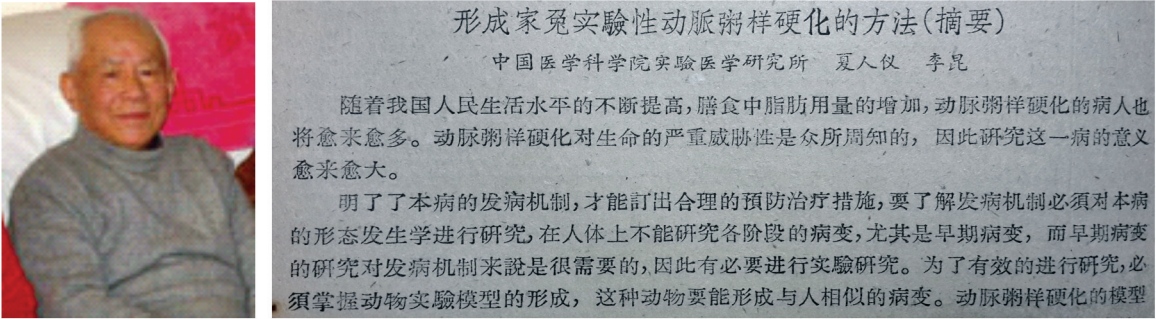 形成家兎实驗性动脉粥样硬化的方法(摘要)
中国医学科学院实驗医学研究所 夏人仪 李昆
随着我国人民生活水平的不断提高,膳食中脂肪用量的增加,动脉粥样硬化的病人也
将愈来愈多。动脉粥样硬化对生命的严重威胁性是众所周知的,因此研究这一病的意义
愈来愈大。
明了了本病的发病机制,才能訂出合理的預防治疗措施,要了解发病机制必須对本病
的形态发生学进行研究,在人体上不能研究各阶段的病变,尤其是早期病变,而早期病变
的研究对发病机制来說是很需要的,因此有必要进行实驗研究。为了有效的进行研究,必
須掌握动物实驗模型的形成,这种动物要能形成与人相似的病变。动脉粥样硬化的模型